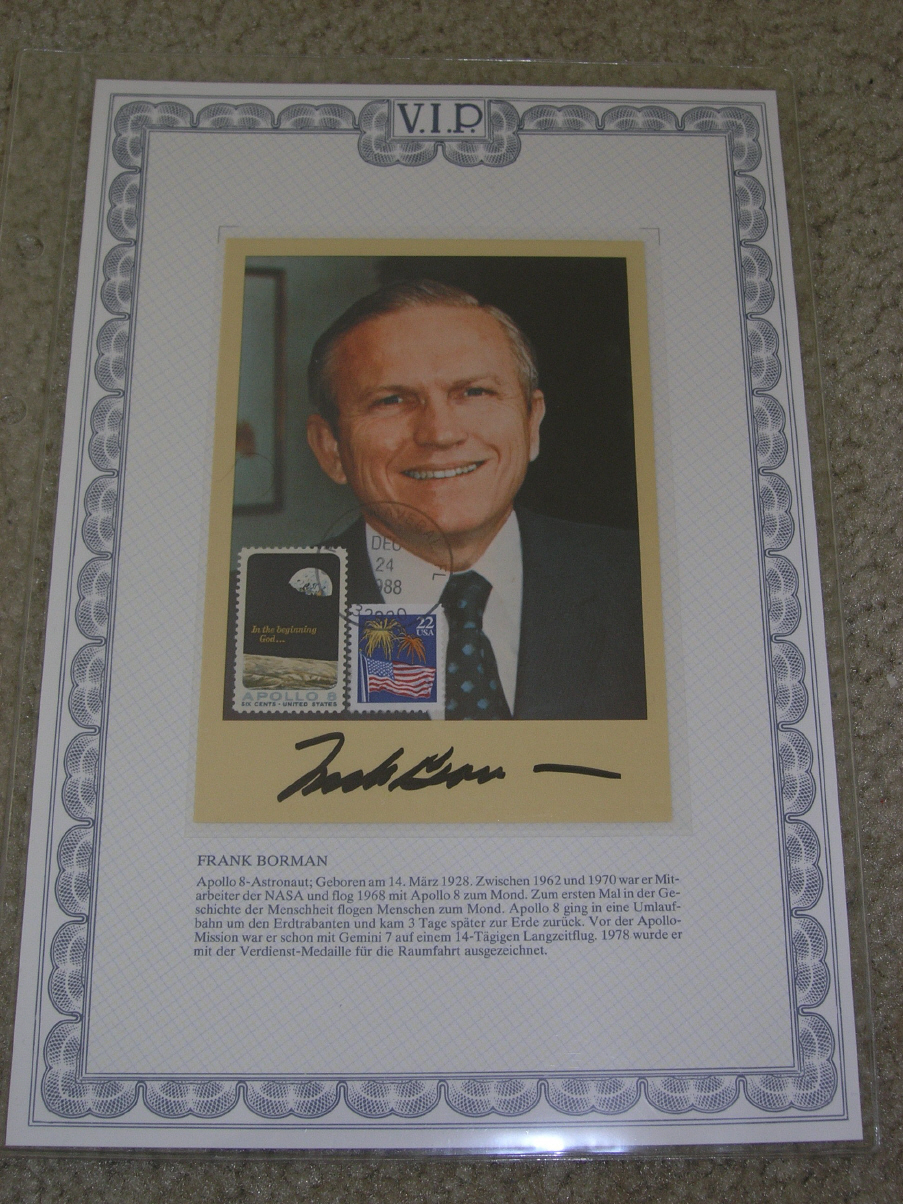 V.I.P.
DEC
24
1988
In the beginning
God...
APOLLO 8
SIX CENTS · UNITED STATES
22
USA
FRANK BORMAN
Apollo 8-Astronaut; Geboren am 14. März 1928. Zwischen 1962 und 1970 war er Mit-
arbeiter der NASA und flog 1968 mit Apollo 8 zum Mond. Zum ersten Mal in der Ge-
schichte der Menschheit flogen Menschen zum Mond. Apollo 8 ging in eine Umlauf-
bahn um den Erdtrabanten und kam 3 Tage später zur Erde zurück. Vor der Apollo-
Mission war er schon mit Gemini 7 auf einem 14-Tägigen Langzeitflug. 1978 wurde er
mit der Verdienst-Medaille für die Raumfahrt ausgezeichnet.